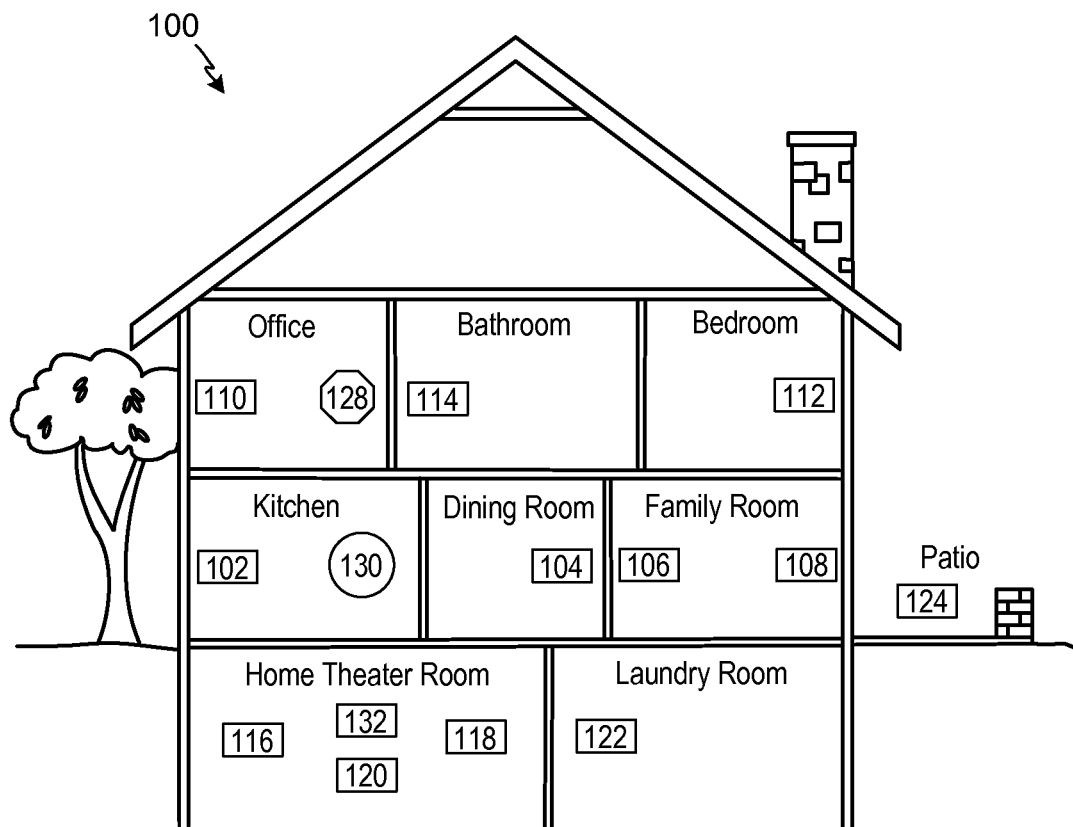 100
Office
Bathroom
Bedroom
110
128
114
112
Kitchen
Dining Room
Family Room
102
130
104
106
108
Patio
124
Home Theater Room
Laundry Room
132
116
118
122
120